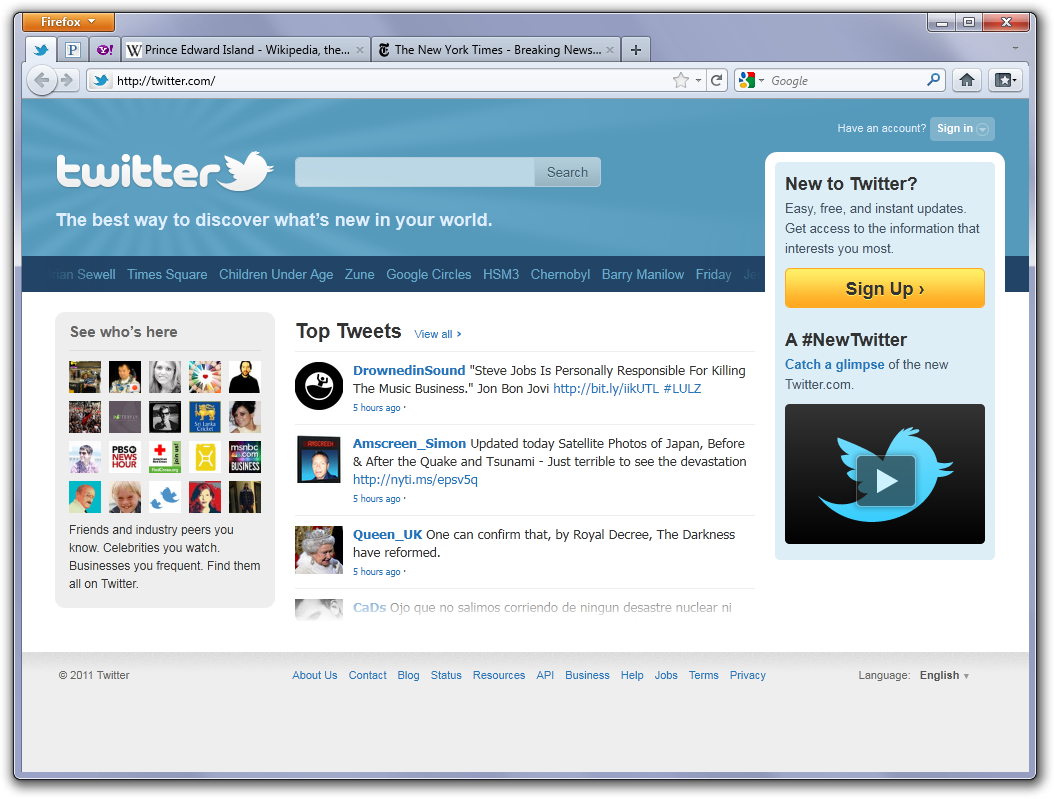 Firefox
Prince Edward Island - Wikipedia, the...
The New York Times - Breaking News...
http://twitter.com/
Google
Have an account? Sign in
twitter
Search
The best way to discover what's new in your world.
Sewell Times Square Children Under Age Zune Google Circles HSM3 Chernobyl Barry Manilow Friday
New to Twitter?
Easy, free, and instant updates.
Get access to the information that
interests you most.
Sign Up ›
A #NewTwitter
Catch a glimpse of the new
Twitter.com.
See who's here
Sri Lanka
Cricket
PBS
NEWS
HOUR
join us!
msnbc
.com
BUSINESS
Friends and industry peers you
know. Celebrities you watch.
Businesses you frequent. Find them
all on Twitter.
Top Tweets View all ›
DrownedinSound "Steve Jobs Is Personally Responsible For Killing
The Music Business." Jon Bon Jovi http://bit.ly/iikUTL #LULZ
5 hours ago ·
AMSCREEN
Amscreen_Simon Updated today Satellite Photos of Japan, Before
& After the Quake and Tsunami - Just terrible to see the devastation
http://nyti.ms/epsv5q
5 hours ago ·
Queen_UK One can confirm that, by Royal Decree, The Darkness
have reformed.
5 hours ago ·
CaDs Ojo que no salimos corriendo de ningun desastre nuclear ni
© 2011 Twitter
About Us Contact Blog Status Resources API Business Help Jobs Terms Privacy
Language: English